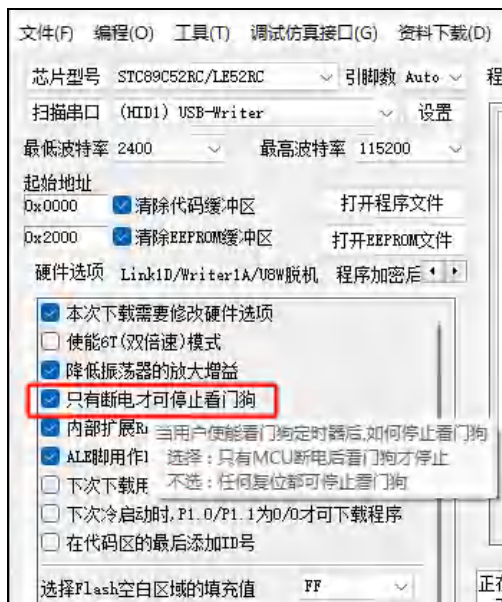 文件(F) 编程(O) 工具(T) 调试仿真接口(G) 资料下载(D)
芯片型号 STC89C52RC/LE52RC 引脚数 Auto 程
扫描串口 (HID1) USB-Writer 设置
最低波特率 2400 最高波特率 115200
起始地址
0x0000 清除代码缓冲区 打开程序文件
0x2000 清除EEPROM缓冲区 打开EEPROM文件
硬件选项 Link1D/Writer1A/U8W脱机 程序加密后
本次下载需要修改硬件选项
使能6T(双倍速)模式
降低振荡器的放大增益
只有断电才可停止看门狗
内部扩展R
当用户使能看门狗定时器后,如何停止看门狗
ALE脚用作
选择：只有MCU断电后看门狗才停止
下次下载用
不选：任何复位都可停止看门狗
下次冷启动时,P1.0/P1.1为0/0才可下载程序
在代码区的最后添加ID号
选择Flash空白区域的填充值 FF